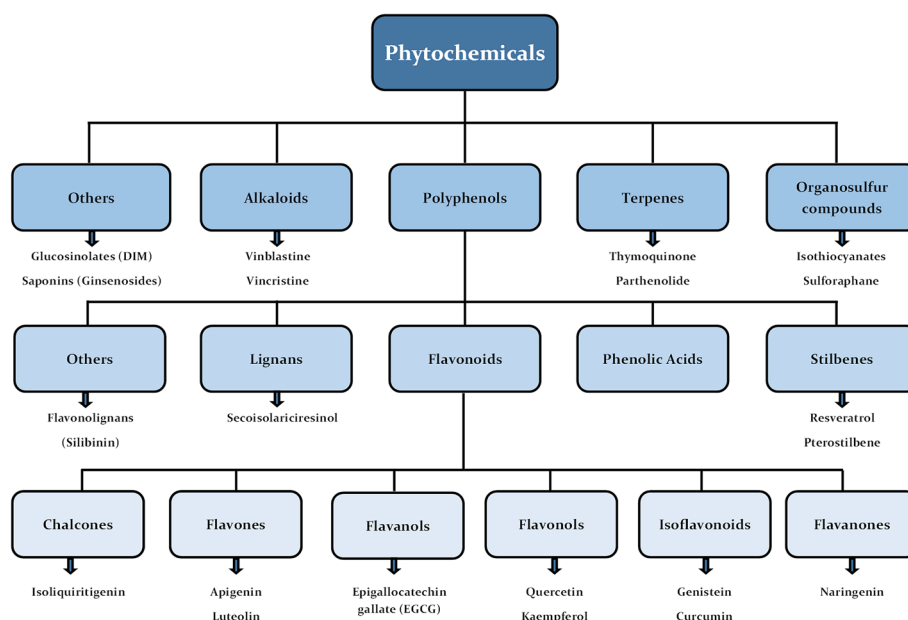 Phytochemicals
Others
Alkaloids
Polyphenols
Terpenes
Organosulfur
compounds
Glucosinolates (DIM)
Saponins (Ginsenosides)
Vinblastine
Vincristine
Thymoquinone
Parthenolide
Isothiocyanates
Sulforaphane
Others
Lignans
Flavonoids
Phenolic Acids
Stilbenes
Flavonolignans
(Silibinin)
Secoisolariciresinol
Resveratrol
Pterostilbene
Chalcones
Flavones
Flavanols
Flavonols
Isoflavonoids
Flavanones
Isoliquiritigenin
Apigenin
Luteolin
Epigallocatechin
gallate (EGCG)
Quercetin
Kaempferol
Genistein
Curcumin
Naringenin